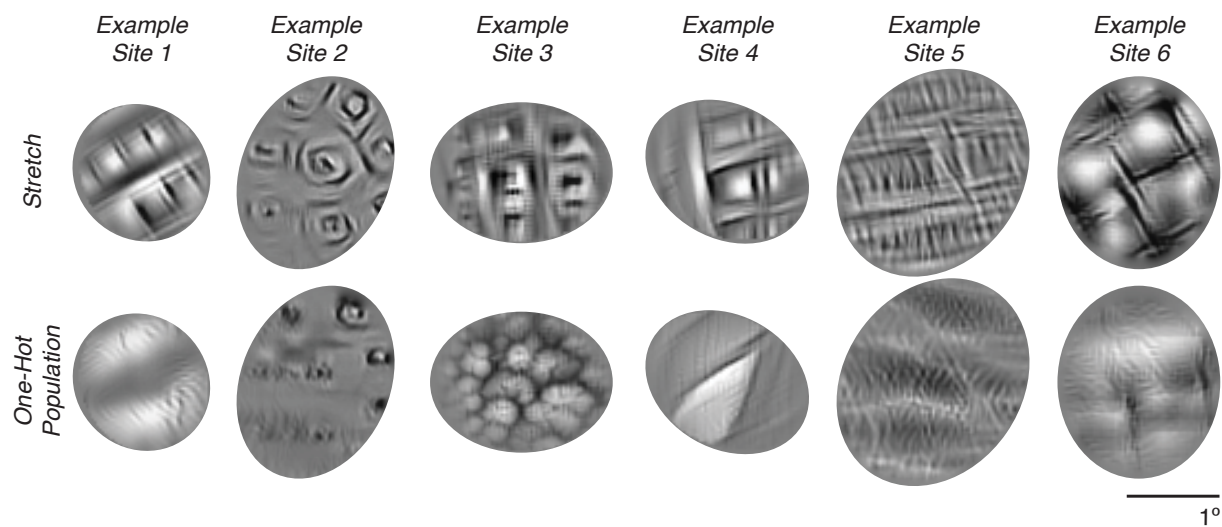 Example Site 1
Example Site 2
Example Site 3
Example Site 4
Example Site 5
Example Site 6
Stretch
One-Hot
Population
1º